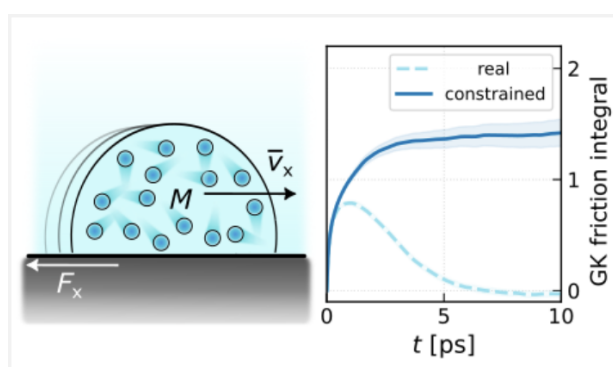 M
v̄ₓ
Fₓ
real
constrained
2
1
0
GK friction integral
0
5
10
t [ps]